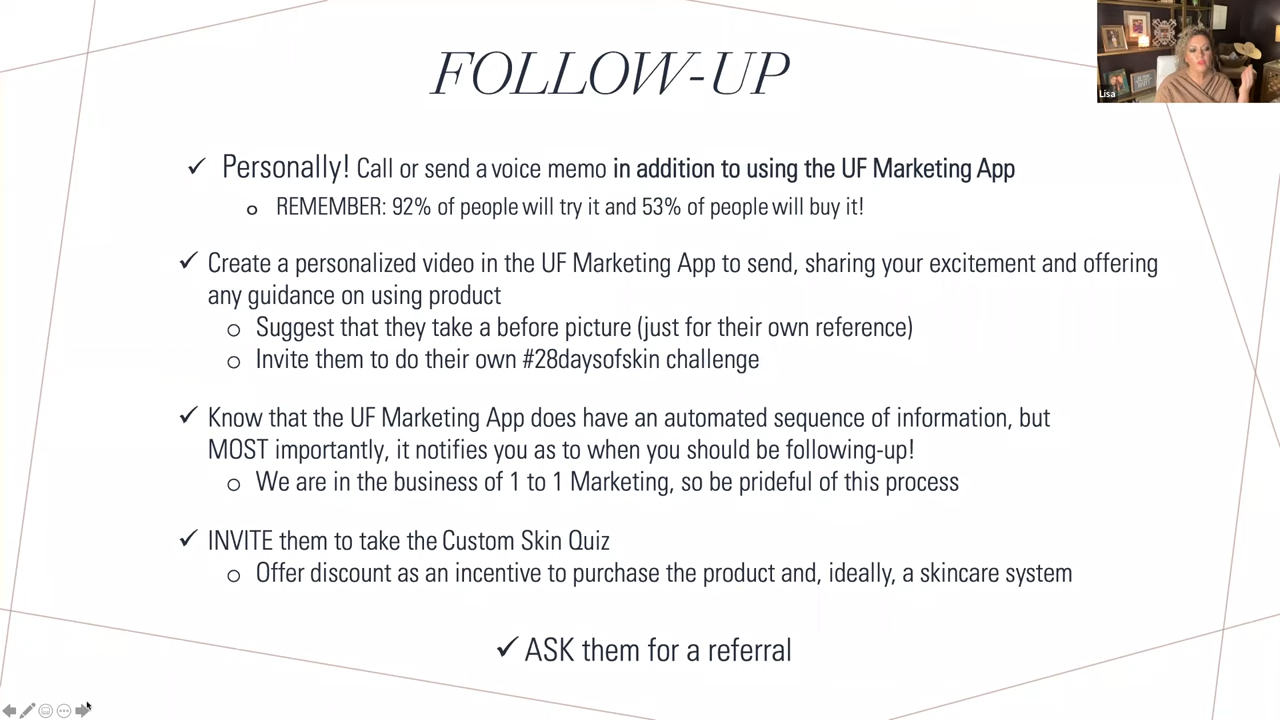 FOLLOW-UP
Lisa
✓ Personally! Call or send a voice memo in addition to using the UF Marketing App
o REMEMBER: 92% of people will try it and 53% of people will buy it!
✓ Create a personalized video in the UF Marketing App to send, sharing your excitement and offering
any guidance on using product
o Suggest that they take a before picture (just for their own reference)
o Invite them to do their own #28daysofskin challenge
✓ Know that the UF Marketing App does have an automated sequence of information, but
MOST importantly, it notifies you as to when you should be following-up!
o We are in the business of 1 to 1 Marketing, so be prideful of this process
✓ INVITE them to take the Custom Skin Quiz
o Offer discount as an incentive to purchase the product and, ideally, a skincare system
✓ ASK them for a referral